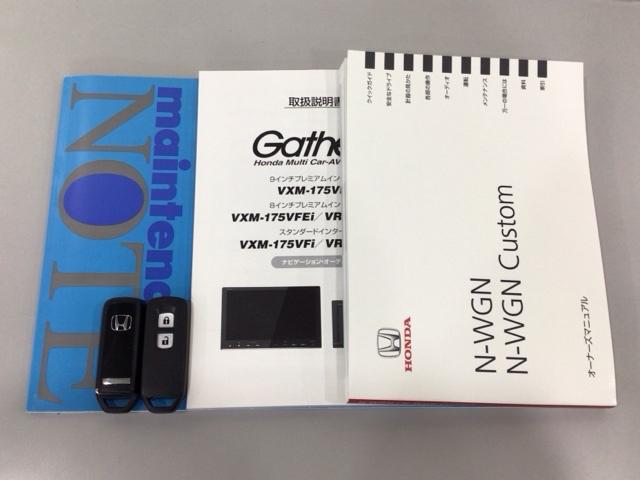 maintenance
NOTE
取扱説明書
Gathe
Honda Multi Car-AV
9インチプレミアムイン
VXM-175V
8インチプレミアムイン
VXM-175VFEi/VR
スタンダードインター
VXM-175VFi/VR
ナビゲーション・オーデ
クイックガイド
安全なドライブ
計器の見かた
各部の操作
オーディオ
運転
メンテナンス
万一の場合には
資料
索引
N-WGN
N-WGN Custom
HONDA
オーナーズマニュアル